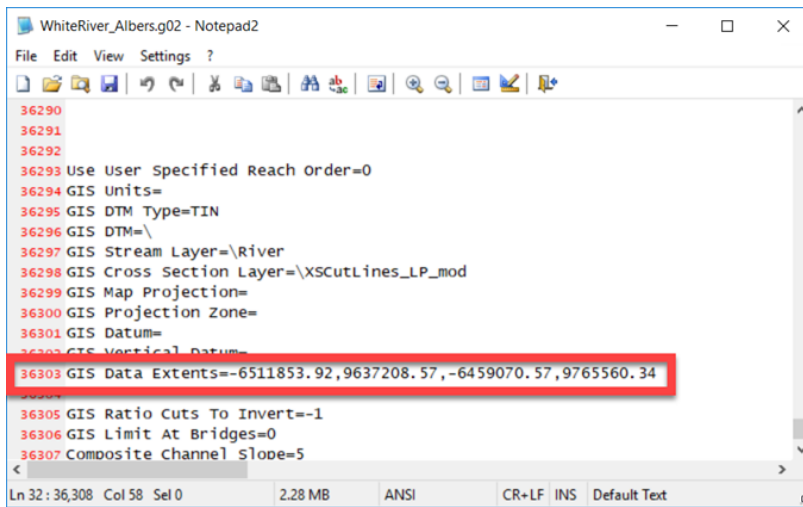 WhiteRiver_Albers.g02 - Notepad2
File Edit View Settings ?
36290
36291
36292
36293 Use User Specified Reach Order=0
36294 GIS Units=
36295 GIS DTM Type=TIN
36296 GIS DTM=\
36297 GIS Stream Layer=\River
36298 GIS Cross Section Layer=\XSCutLines_LP_mod
36299 GIS Map Projection=
36300 GIS Projection Zone=
36301 GIS Datum=
36302 GIS Vertical Datum=
36303 GIS Data Extents=-6511853.92,9637208.57,-6459070.57,9765560.34
36304
36305 GIS Ratio Cuts To Invert=-1
36306 GIS Limit At Bridges=0
36307 Composite Channel Slope=5
Ln 32 : 36,308 Col 58 Sel 0 2.28 MB ANSI CR+LF INS Default Text